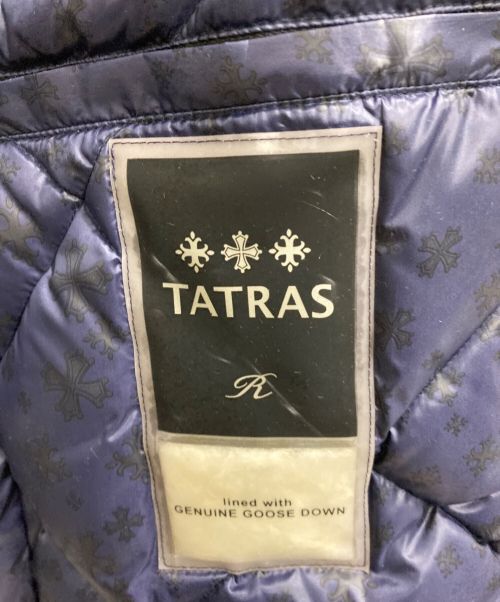 TATRAS
R
lined with
GENUINE GOOSE DOWN